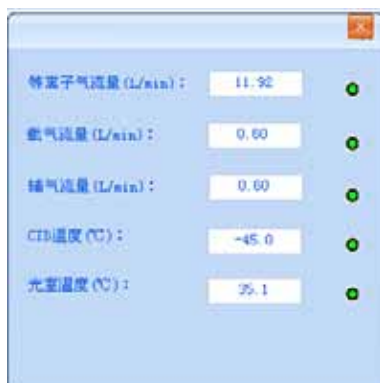 等离子气流量(L/min)： 11.92
载气流量(L/min)： 0.60
辅气流量(L/min)： 0.60
CID温度(℃)： -45.0
光室温度(℃)： 35.1